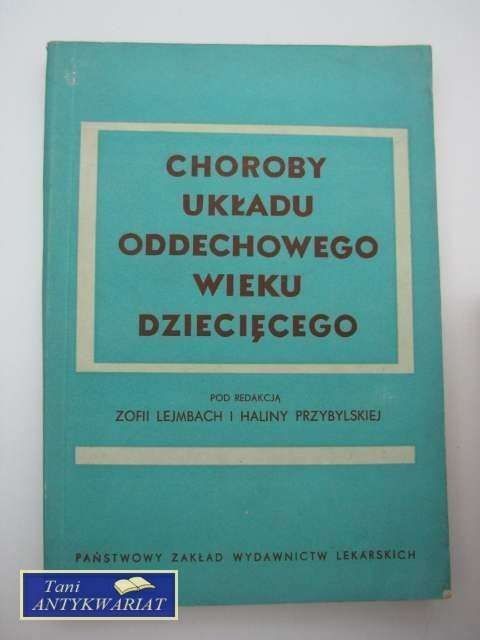 CHOROBY
UKŁADU
ODDECHOWEGO
WIEKU
DZIECIĘCEGO
POD REDAKCJĄ
ZOFII LEJMBACH I HALINY PRZYBYLSKIEJ
PAŃSTWOWY ZAKŁAD WYDAWNICTW LEKARSKICH
Tani
ANTYKWARIAT